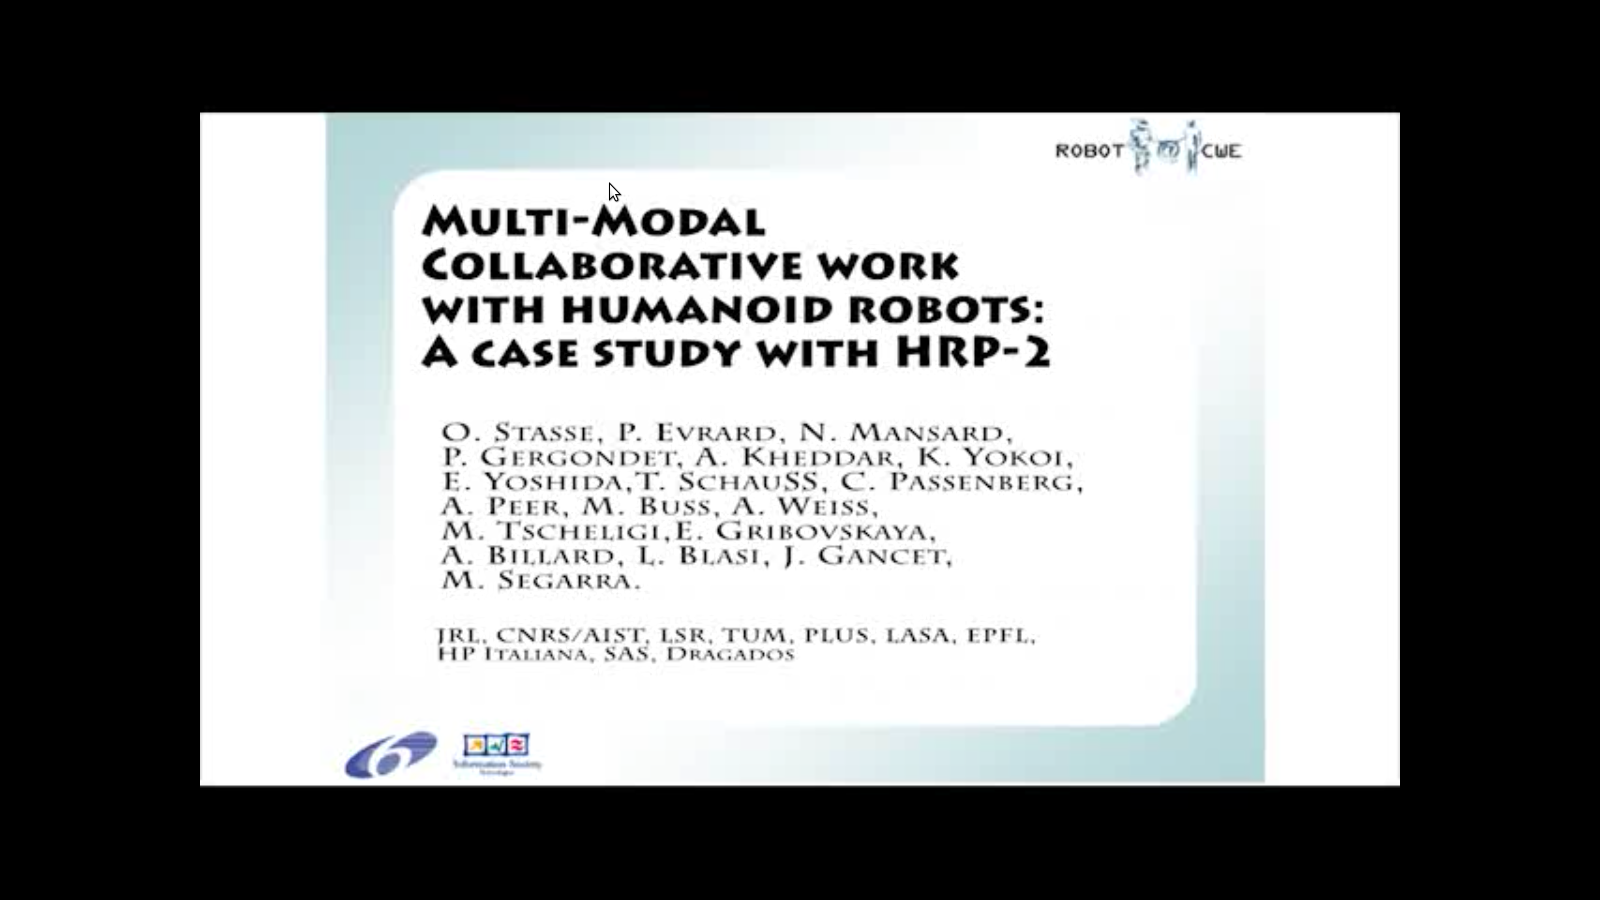 ROBOT @ CWE
MULTI-MODAL
COLLABORATIVE WORK
WITH HUMANOID ROBOTS:
A CASE STUDY WITH HRP-2
O. STASSE, P. EVRARD, N. MANSARD,
P. GERGONDET, A. KHEDDAR, K. YOKOI,
E. YOSHIDA,T. SCHAUSS, C. PASSENBERG,
A. PEER, M. BUSS, A. WEISS,
M. TSCHELIGI,E. GRIBOVSKAYA,
A. BILLARD, L. BLASI, J. GANCET,
M. SEGARRA.
JRL, CNRS/AIST, LSR, TUM, PLUS, LASA, EPFL,
HP ITALIANA, SAS, DRAGADOS
6
Information Society
Technologies